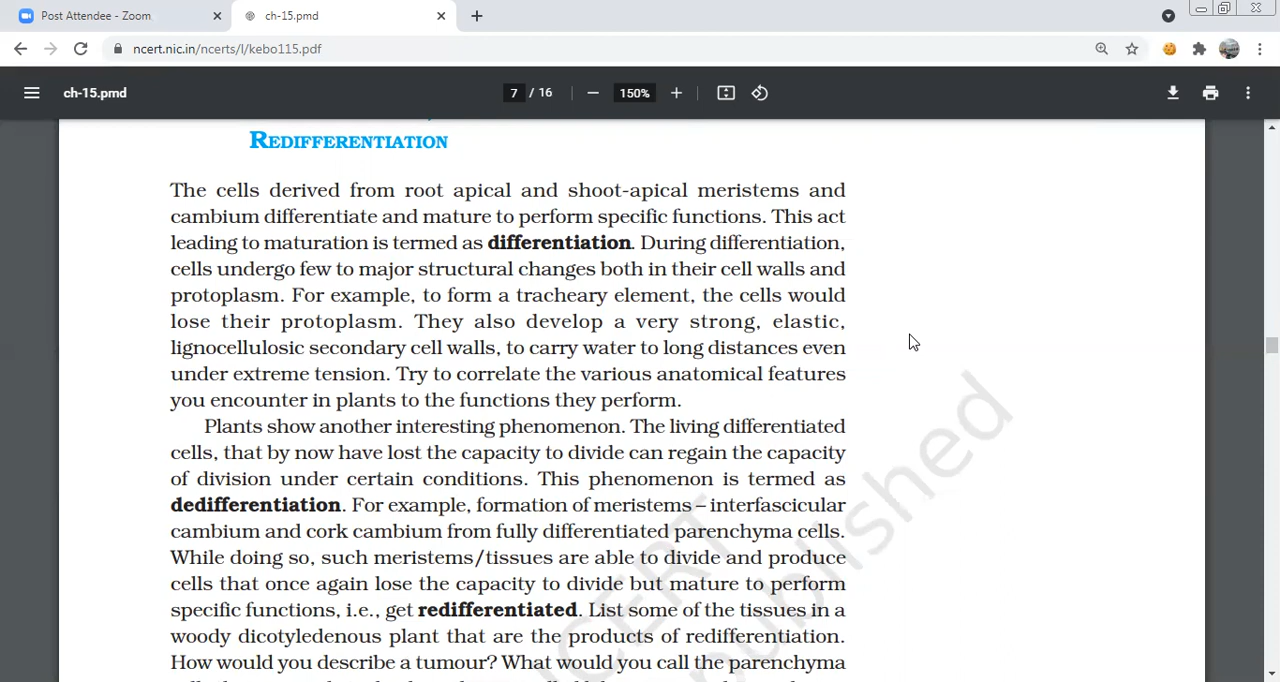 Post Attendee - Zoom
ch-15.pmd
ncert.nic.in/ncerts/l/kebo115.pdf
ch-15.pmd
7 / 16
150%
REDIFFERENTIATION
The cells derived from root apical and shoot-apical meristems and
cambium differentiate and mature to perform specific functions. This act
leading to maturation is termed as differentiation. During differentiation,
cells undergo few to major structural changes both in their cell walls and
protoplasm. For example, to form a tracheary element, the cells would
lose their protoplasm. They also develop a very strong, elastic,
lignocellulosic secondary cell walls, to carry water to long distances even
under extreme tension. Try to correlate the various anatomical features
you encounter in plants to the functions they perform.
Plants show another interesting phenomenon. The living differentiated
cells, that by now have lost the capacity to divide can regain the capacity
of division under certain conditions. This phenomenon is termed as
dedifferentiation. For example, formation of meristems – interfascicular
cambium and cork cambium from fully differentiated parenchyma cells.
While doing so, such meristems/tissues are able to divide and produce
cells that once again lose the capacity to divide but mature to perform
specific functions, i.e., get redifferentiated. List some of the tissues in a
woody dicotyledenous plant that are the products of redifferentiation.
How would you describe a tumour? What would you call the parenchyma
published